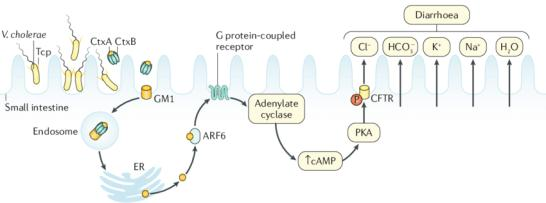 Diarrhoea
V. cholerae
Tcp
CtxA CtxB
G protein-coupled
receptor
Cl⁻
HCO₃⁻
K⁺
Na⁺
H₂O
Small intestine
GM1
Adenylate
cyclase
P
CFTR
Endosome
ARF6
PKA
ER
↑cAMP